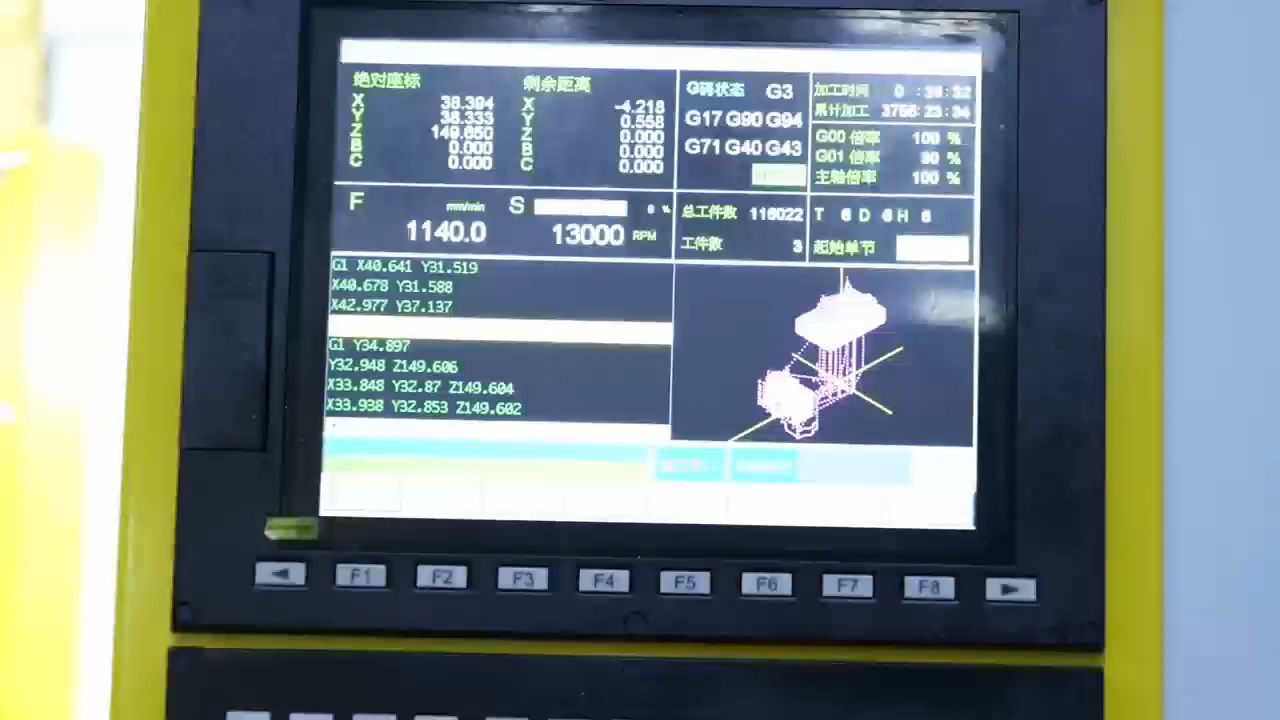 绝对座标 剩余距离
X 38.394 X -4.218
Y 38.333 Y 0.558
Z 149.650 Z 0.000
B 0.000 B 0.000
C 0.000 C 0.000
G码状态 G3
G17 G90 G94
G71 G40 G43
加工时间 0
累计加工
G00 倍率 100 %
G01 倍率
主轴倍率 100 %
F mm/min S %
1140.0 13000 RPM
总工件数 116022
工件数 3
T 6 D 6 H 6
起始单节
G1 X40.641 Y31.519
X40.678 Y31.588
X42.977 Y37.137
G1 Y34.897
Y32.948 Z149.606
X33.848 Y32.87 Z149.604
X33.938 Y32.853 Z149.602
◀ F1 F2 F3 F4 F5 F6 F7 F8 ▶